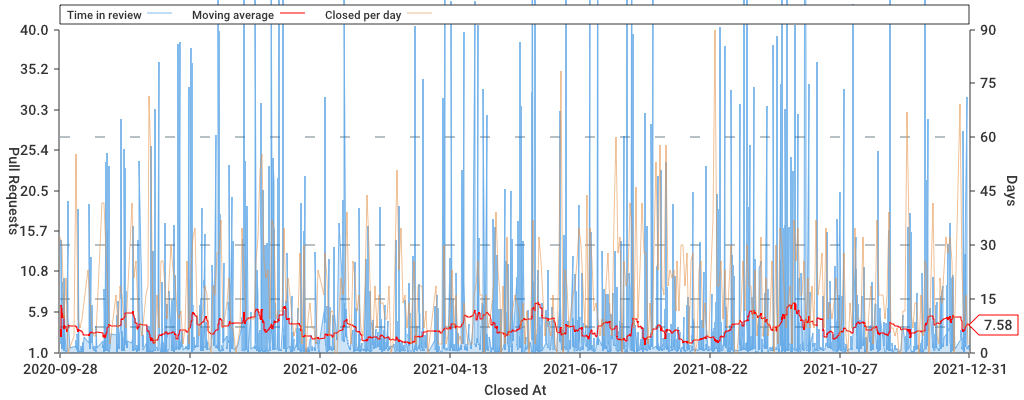 Time in review Moving average Closed per day
40.0 90
35.2 75
30.3 60
25.4
20.5 45
15.7 30
10.8
5.9 15
7.58
1.0 0
Pull Requests
Days
2020-09-28 2020-12-02 2021-02-06 2021-04-13 2021-06-17 2021-08-22 2021-10-27 2021-12-31
Closed At